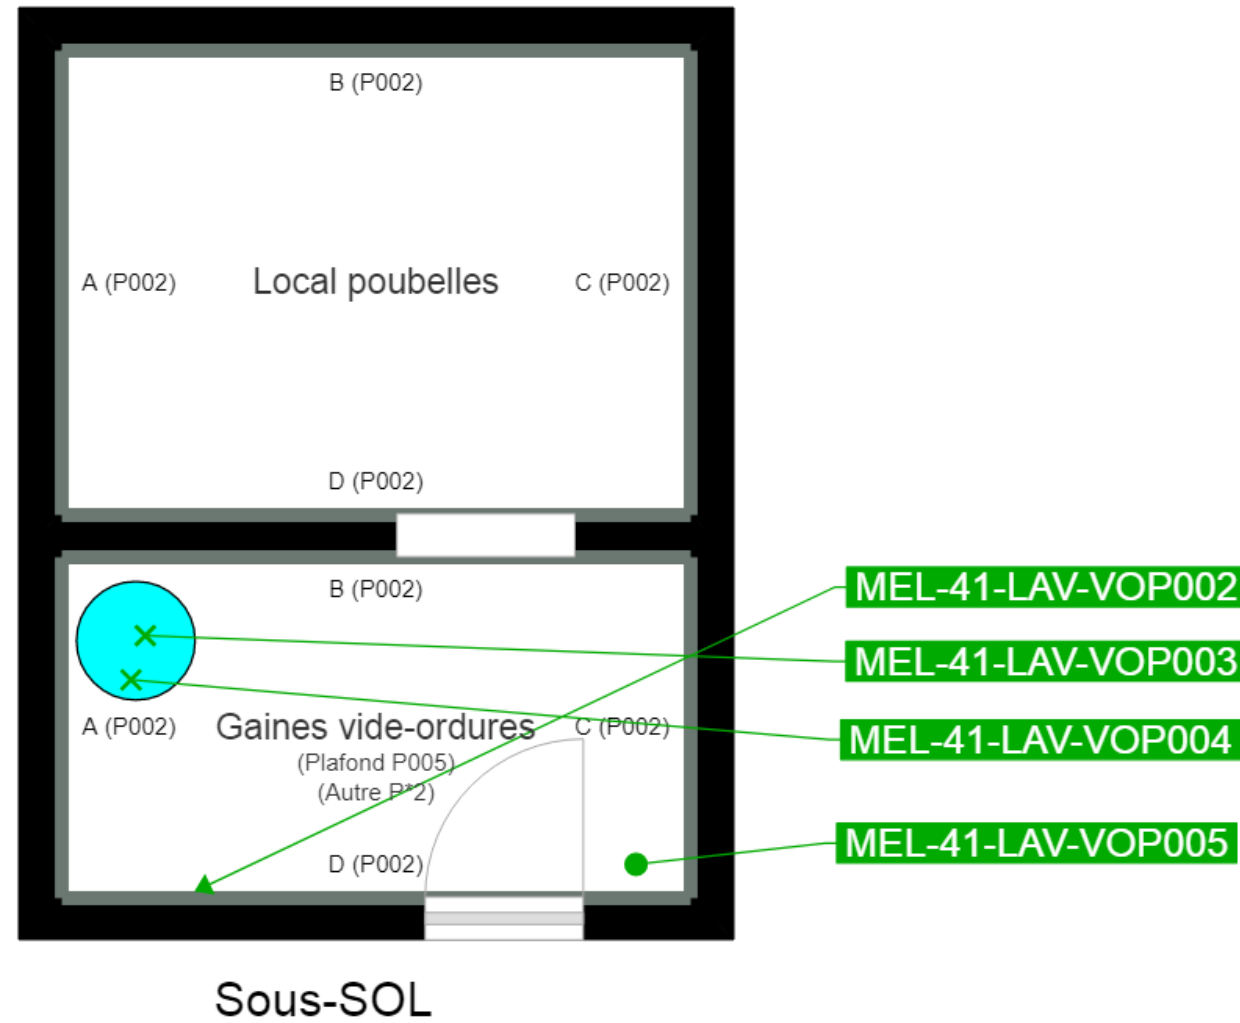 B (P002)
A (P002)
Local poubelles
C (P002)
D (P002)
B (P002)
MEL-41-LAV-VOP002
MEL-41-LAV-VOP003
A (P002)
Gaines vide-ordures
C (P002)
MEL-41-LAV-VOP004
(Plafond P005)
(Autre P*2)
D (P002)
MEL-41-LAV-VOP005
Sous-SOL